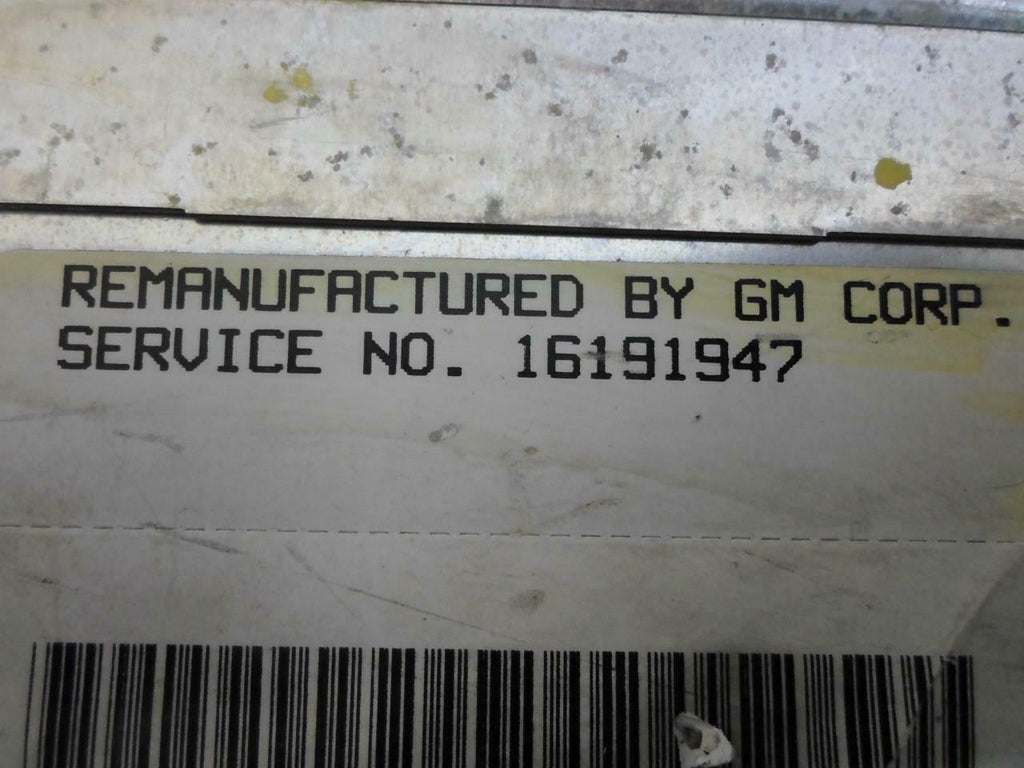 REMANUFACTURED BY GM CORP.
SERVICE NO. 16191947